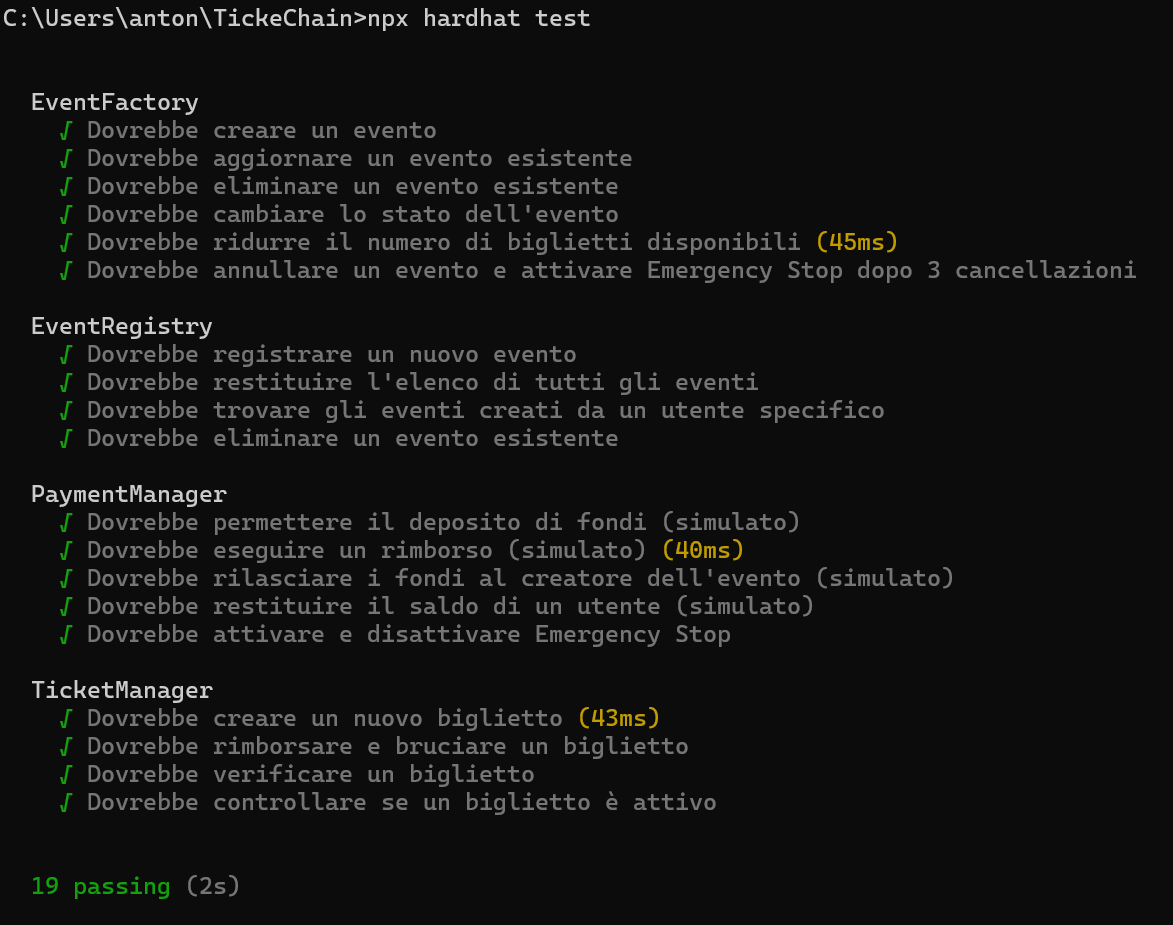 C:\Users\anton\TickeChain>npx hardhat test
EventFactory
√ Dovrebbe creare un evento
√ Dovrebbe aggiornare un evento esistente
√ Dovrebbe eliminare un evento esistente
√ Dovrebbe cambiare lo stato dell'evento
√ Dovrebbe ridurre il numero di biglietti disponibili (45ms)
√ Dovrebbe annullare un evento e attivare Emergency Stop dopo 3 cancellazioni
EventRegistry
√ Dovrebbe registrare un nuovo evento
√ Dovrebbe restituire l'elenco di tutti gli eventi
√ Dovrebbe trovare gli eventi creati da un utente specifico
√ Dovrebbe eliminare un evento esistente
PaymentManager
√ Dovrebbe permettere il deposito di fondi (simulato)
√ Dovrebbe eseguire un rimborso (simulato) (40ms)
√ Dovrebbe rilasciare i fondi al creatore dell'evento (simulato)
√ Dovrebbe restituire il saldo di un utente (simulato)
√ Dovrebbe attivare e disattivare Emergency Stop
TicketManager
√ Dovrebbe creare un nuovo biglietto (43ms)
√ Dovrebbe rimborsare e bruciare un biglietto
√ Dovrebbe verificare un biglietto
√ Dovrebbe controllare se un biglietto è attivo
19 passing (2s)